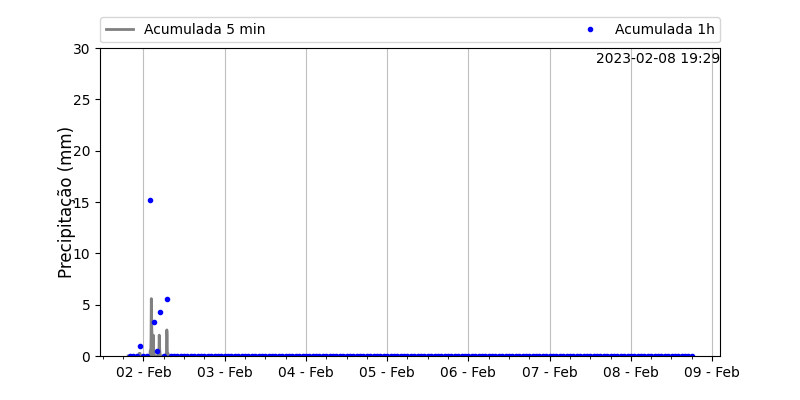 Acumulada 5 min
Acumulada 1h
2023-02-08 19:29
Precipitação (mm)
30
25
20
15
10
5
0
02 - Feb
03 - Feb
04 - Feb
05 - Feb
06 - Feb
07 - Feb
08 - Feb
09 - Feb